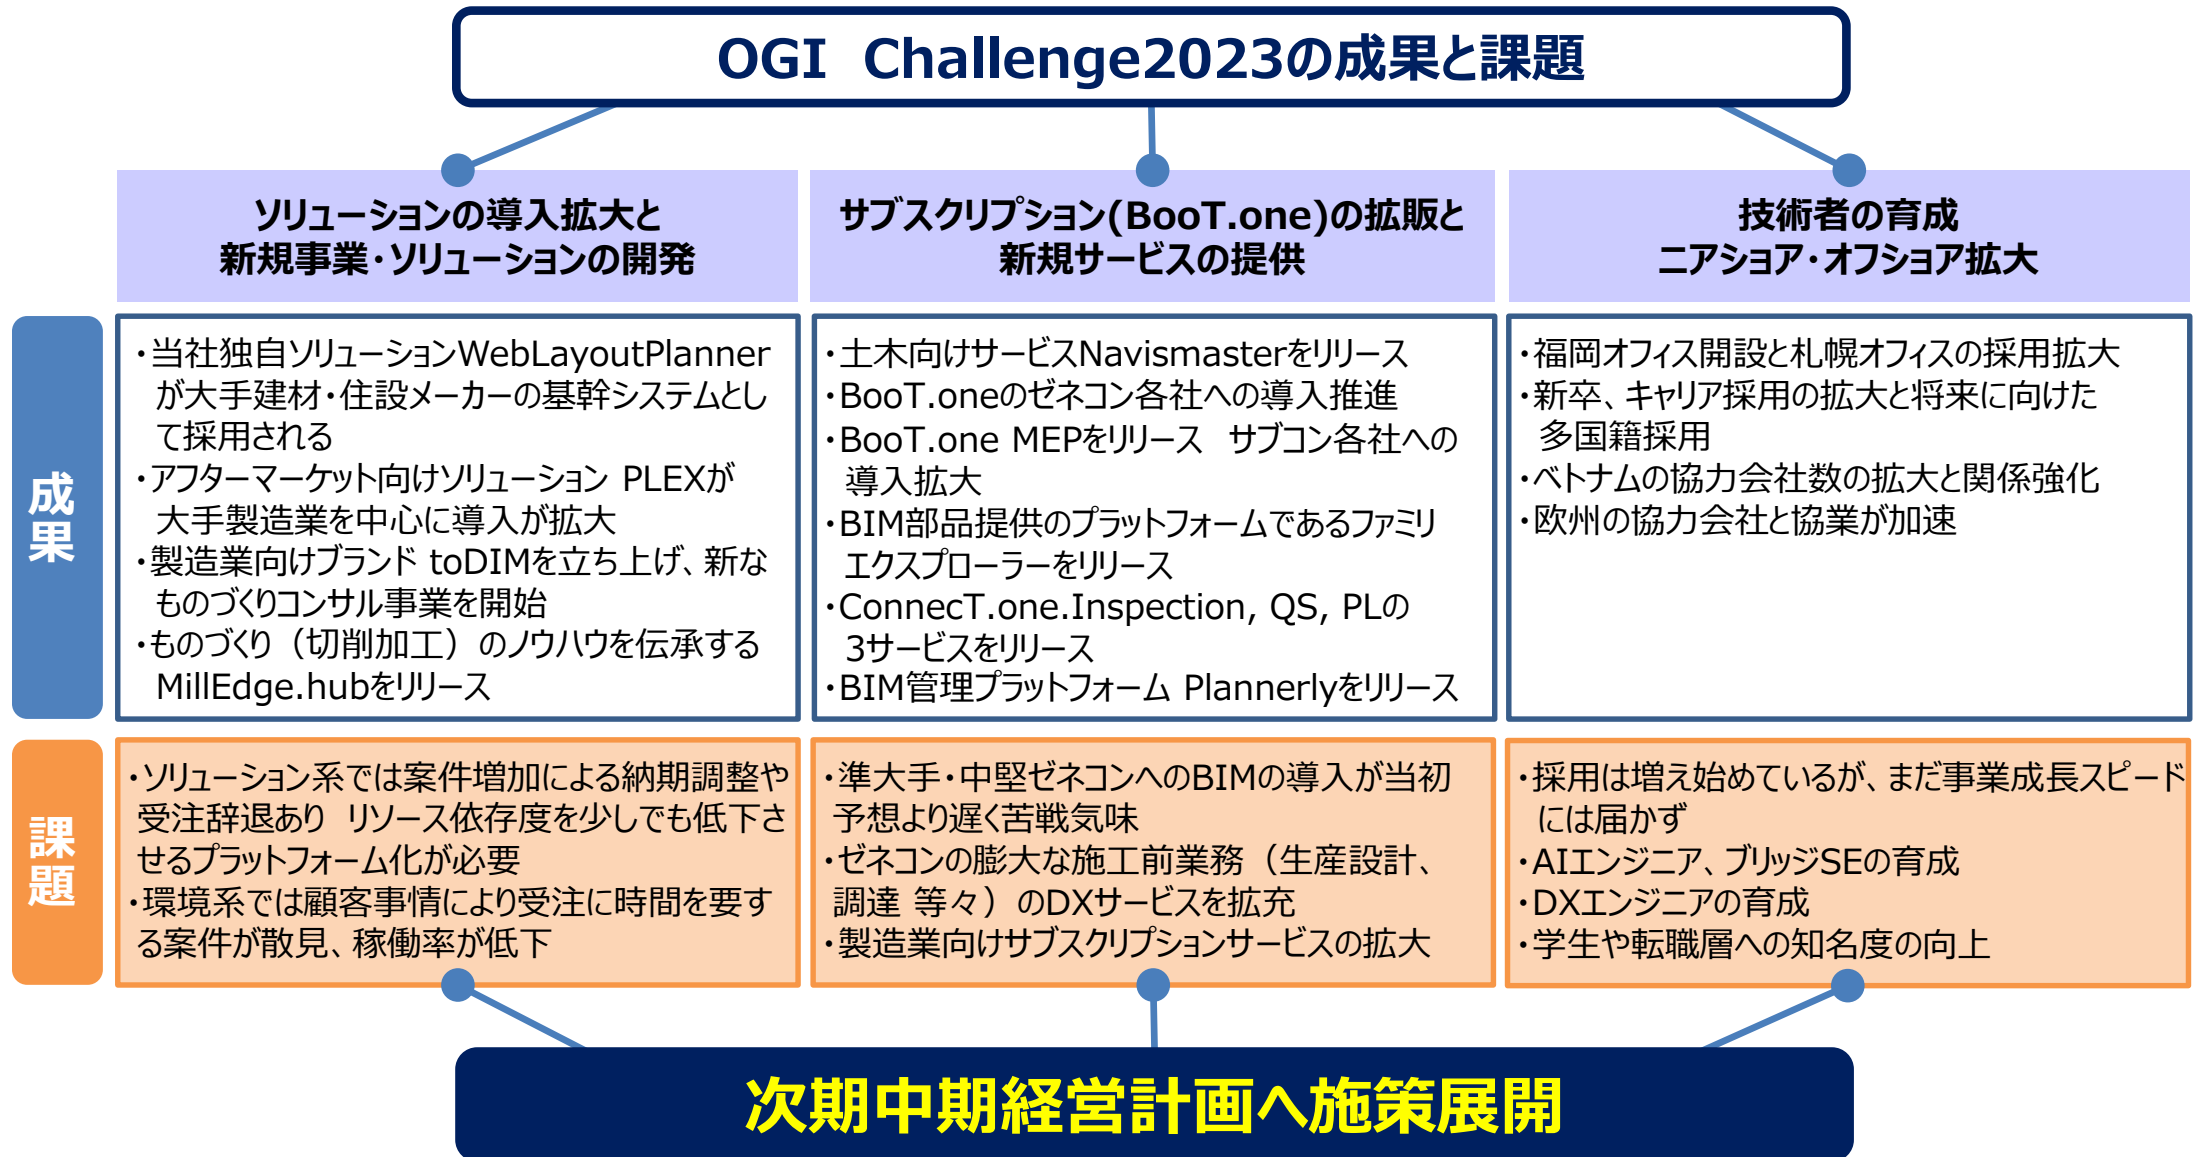 OGI　Challenge2023の成果と課題
ソリューションの導入拡大と
新規事業・ソリューションの開発
サブスクリプション(BooT.one)の拡販と
新規サービスの提供
技術者の育成
ニアショア・オフショア拡大
成果
・当社独自ソリューションWebLayoutPlanner
が大手建材・住設メーカーの基幹システムとし
て採用される
・アフターマーケット向けソリューション PLEXが
大手製造業を中心に導入が拡大
・製造業向けブランド toDIMを立ち上げ、新な
ものづくりコンサル事業を開始
・ものづくり（切削加工）のノウハウを伝承する
MillEdge.hubをリリース
・土木向けサービスNavismasterをリリース
・BooT.oneのゼネコン各社への導入推進
・BooT.one MEPをリリース　サブコン各社への
導入拡大
・BIM部品提供のプラットフォームであるファミリ
エクスプローラーをリリース
・ConnecT.one.Inspection, QS, PLの
3サービスをリリース
・BIM管理プラットフォーム Plannerlyをリリース
・福岡オフィス開設と札幌オフィスの採用拡大
・新卒、キャリア採用の拡大と将来に向けた
多国籍採用
・ベトナムの協力会社数の拡大と関係強化
・欧州の協力会社と協業が加速
課題
・ソリューション系では案件増加による納期調整や
受注辞退あり　リソース依存度を少しでも低下さ
せるプラットフォーム化が必要
・環境系では顧客事情により受注に時間を要す
る案件が散見、稼働率が低下
・準大手・中堅ゼネコンへのBIMの導入が当初
予想より遅く苦戦気味
・ゼネコンの膨大な施工前業務（生産設計、
調達 等々）のDXサービスを拡充
・製造業向けサブスクリプションサービスの拡大
・採用は増え始めているが、まだ事業成長スピード
には届かず
・AIエンジニア、ブリッジSEの育成
・DXエンジニアの育成
・学生や転職層への知名度の向上
次期中期経営計画へ施策展開